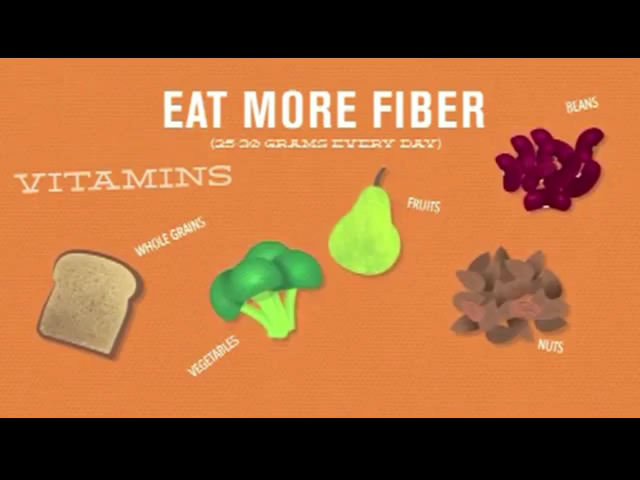 EAT MORE FIBER
(25-30 GRAMS EVERY DAY)
BEANS
VITAMINS
FRUITS
WHOLE GRAINS
VEGETABLES
NUTS